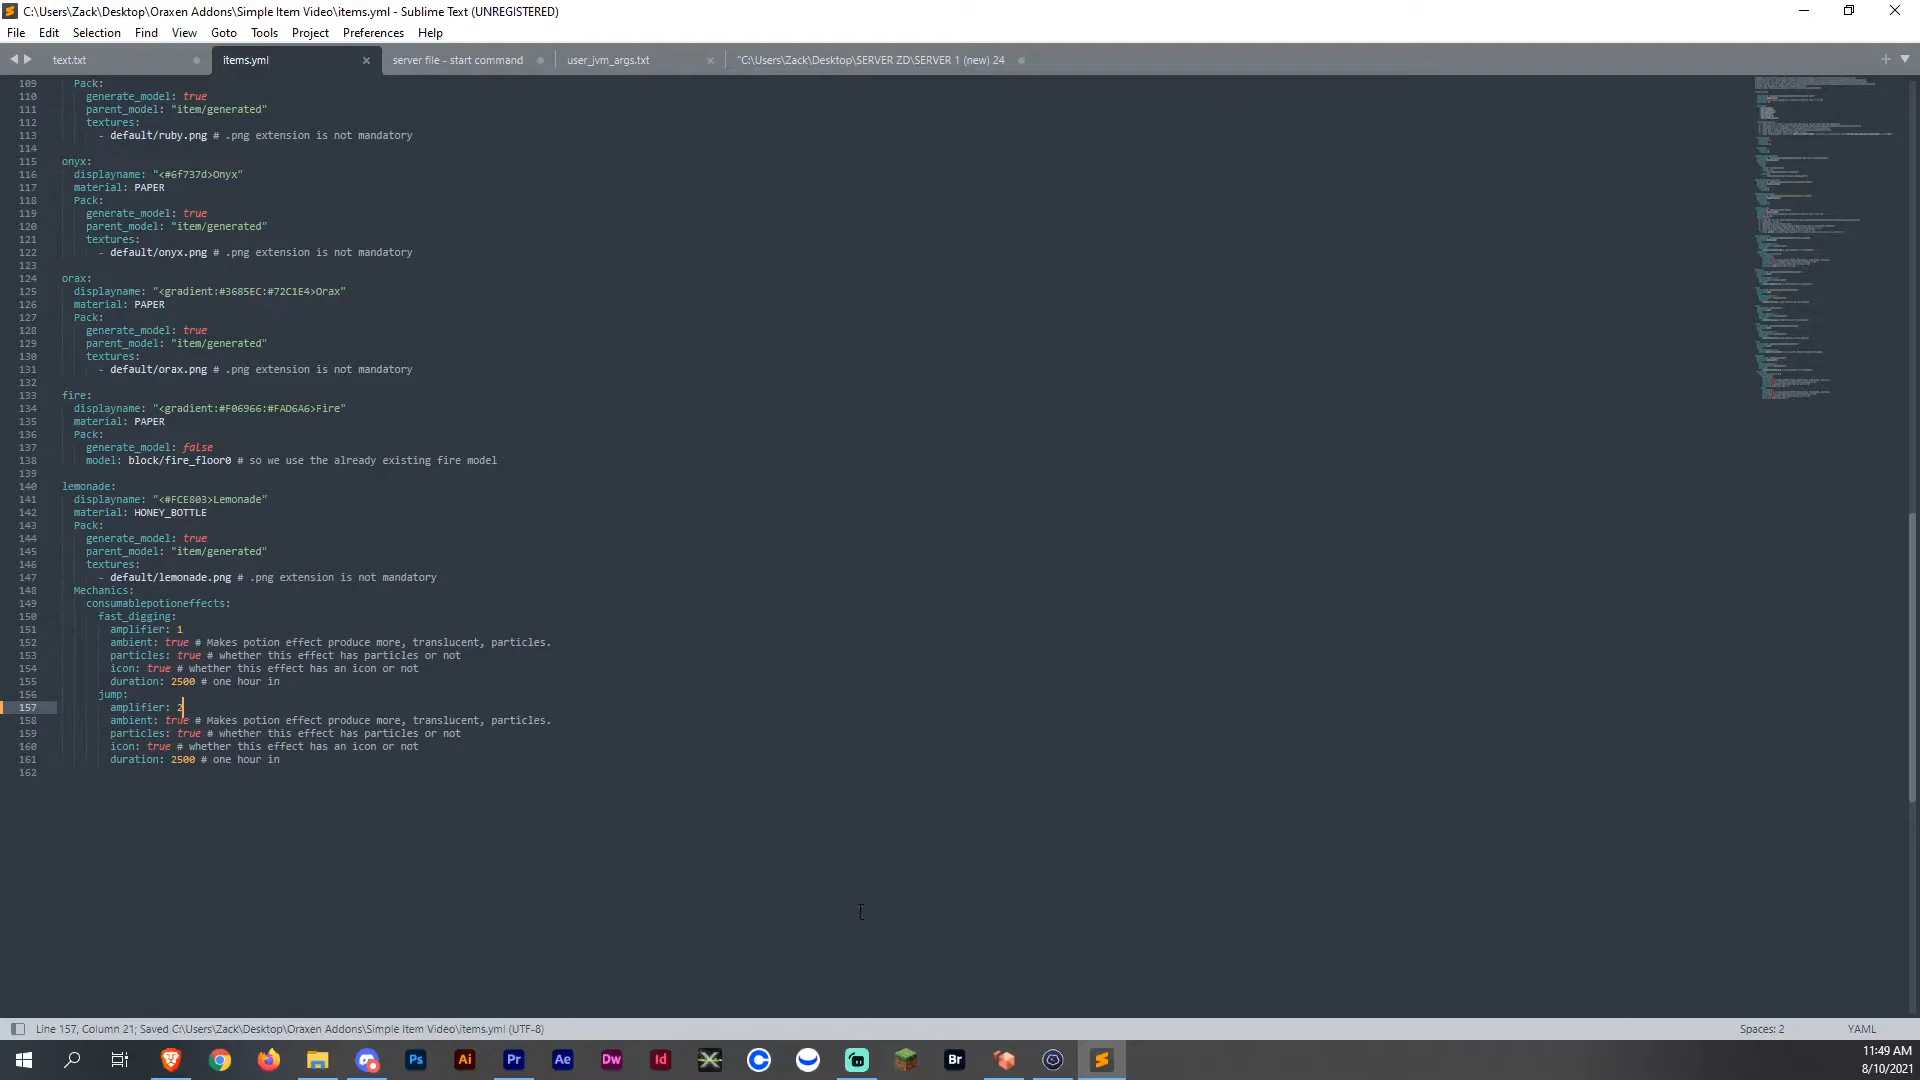 C:\Users\Zack\Desktop\Oraxen Addons\Simple Item Video\items.yml - Sublime Text (UNREGISTERED)
File Edit Selection Find View Goto Tools Project Preferences Help
text.txt items.yml server file - start command user_jvm_args.txt "C:\Users\Zack\Desktop\SERVER ZD\SERVER 1 (new) 24
109 Pack:
110 generate_model: true
111 parent_model: "item/generated"
112 textures:
113 - default/ruby.png # .png extension is not mandatory
114
115 onyx:
116 displayname: "<#6f737d>Onyx"
117 material: PAPER
118 Pack:
119 generate_model: true
120 parent_model: "item/generated"
121 textures:
122 - default/onyx.png # .png extension is not mandatory
123
124 orax:
125 displayname: "<gradient:#3685EC:#72C1E4>Orax"
126 material: PAPER
127 Pack:
128 generate_model: true
129 parent_model: "item/generated"
130 textures:
131 - default/orax.png # .png extension is not mandatory
132
133 fire:
134 displayname: "<gradient:#F06966:#FAD6A6>Fire"
135 material: PAPER
136 Pack:
137 generate_model: false
138 model: block/fire_floor0 # so we use the already existing fire model
139
140 lemonade:
141 displayname: "<#FCE803>Lemonade"
142 material: HONEY_BOTTLE
143 Pack:
144 generate_model: true
145 parent_model: "item/generated"
146 textures:
147 - default/lemonade.png # .png extension is not mandatory
148 Mechanics:
149 consumablepotioneffects:
150 fast_digging:
151 amplifier: 1
152 ambient: true # Makes potion effect produce more, translucent, particles.
153 particles: true # whether this effect has particles or not
154 icon: true # whether this effect has an icon or not
155 duration: 2500 # one hour in
156 jump:
157 amplifier: 2
158 ambient: true # Makes potion effect produce more, translucent, particles.
159 particles: true # whether this effect has particles or not
160 icon: true # whether this effect has an icon or not
161 duration: 2500 # one hour in
162
Line 157, Column 21; Saved C:\Users\Zack\Desktop\Oraxen Addons\Simple Item Video\items.yml (UTF-8) Spaces: 2 YAML
Ps Ai Pr Ae Dw Id Br
11:49 AM
8/10/2021